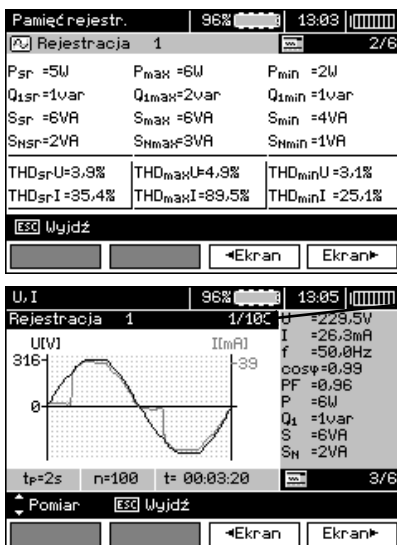 Pamięć rejestr. 96% 13:03
Rejestracja 1 2/6
Psr =5W Pmax =6W Pmin =2W
Q1sr=1var Q1max=2var Q1min =1var
Ssr =6VA Smax =6VA Smin =4VA
SNsr=2VA SNmax=3VA SNmin =1VA
THDsrU=3,9% THDmaxU=4,9% THDminU =3,1%
THDsrI =35,4% THDmaxI=89,5% THDminI =25,1%
ESC Wyjdź
◄Ekran Ekran►
U,I 96% 13:05
Rejestracja 1 1/100
U =229,5V
U[V] I[mA]
I =26,3mA
316 39
f =50,0Hz
cosφ=0,99
PF =0,96
0
P =6W
Q1 =1var
S =6VA
SN =2VA
tP=2s n=100 t= 00:03:20 3/6
Pomiar ESC Wyjdź
◄Ekran Ekran►